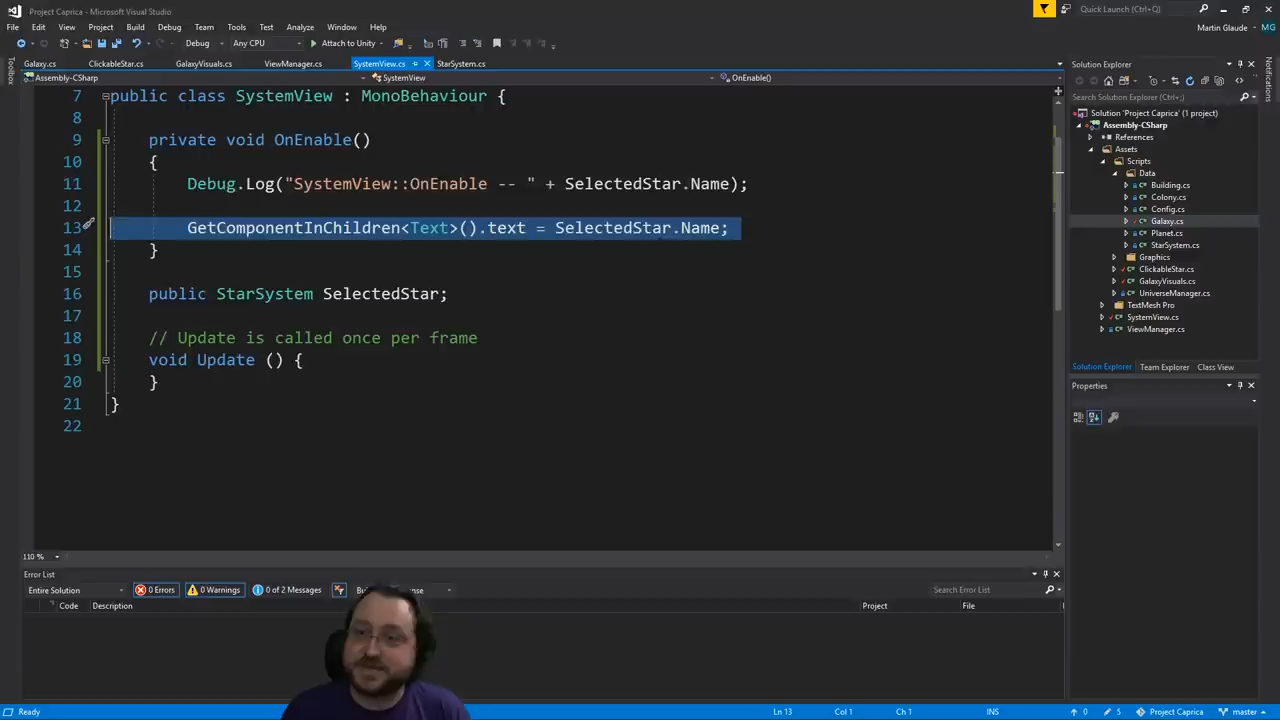 Project Caprica - Microsoft Visual Studio
Quick Launch (Ctrl+Q)
File Edit View Project Build Debug Team Tools Test Analyze Window Help
Martin Glaude MG
Debug Any CPU Attach to Unity
Toolbox
Galaxy.cs ClickableStar.cs GalaxyVisuals.cs ViewManager.cs SystemView.cs StarSystem.cs
Assembly-CSharp SystemView OnEnable()
7 public class SystemView : MonoBehaviour {
8
9 private void OnEnable()
10 {
11 Debug.Log("SystemView::OnEnable -- " + SelectedStar.Name);
12
13 GetComponentInChildren<Text>().text = SelectedStar.Name;
14 }
15
16 public StarSystem SelectedStar;
17
18 // Update is called once per frame
19 void Update () {
20 }
21 }
22
110 %
Solution Explorer
Search Solution Explorer (Ctrl+;)
Solution 'Project Caprica' (1 project)
Assembly-CSharp
References
Assets
Scripts
Data
Building.cs
Colony.cs
Config.cs
Galaxy.cs
Planet.cs
StarSystem.cs
Graphics
ClickableStar.cs
GalaxyVisuals.cs
UniverseManager.cs
TextMesh Pro
SystemView.cs
ViewManager.cs
Solution Explorer Team Explorer Class View
Properties
Notifications
Error List
Entire Solution 0 Errors 0 Warnings 0 of 2 Messages
Search Error List
Code Description Project File
Ready Ln 13 Col 1 Ch 1 INS 0 5 Project Caprica master